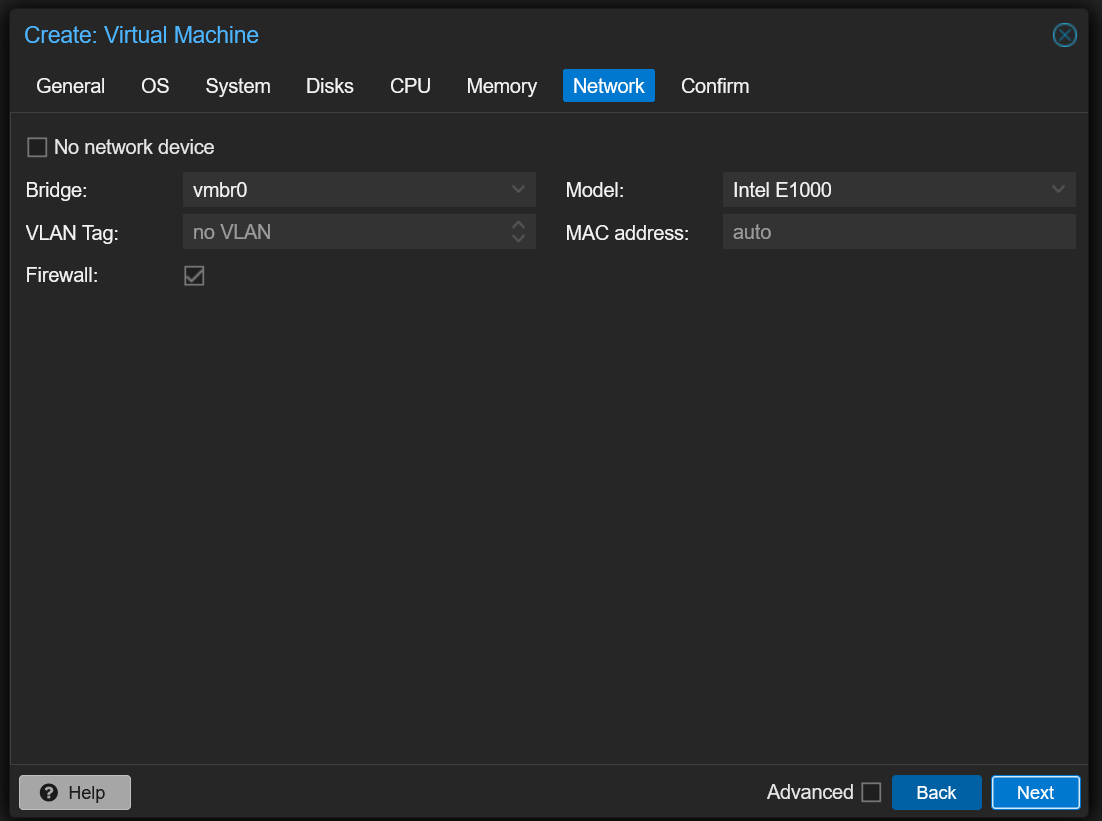 Create: Virtual Machine
General OS System Disks CPU Memory Network Confirm
No network device
Bridge: vmbr0 Model: Intel E1000
VLAN Tag: no VLAN MAC address: auto
Firewall:
Help Advanced Back Next